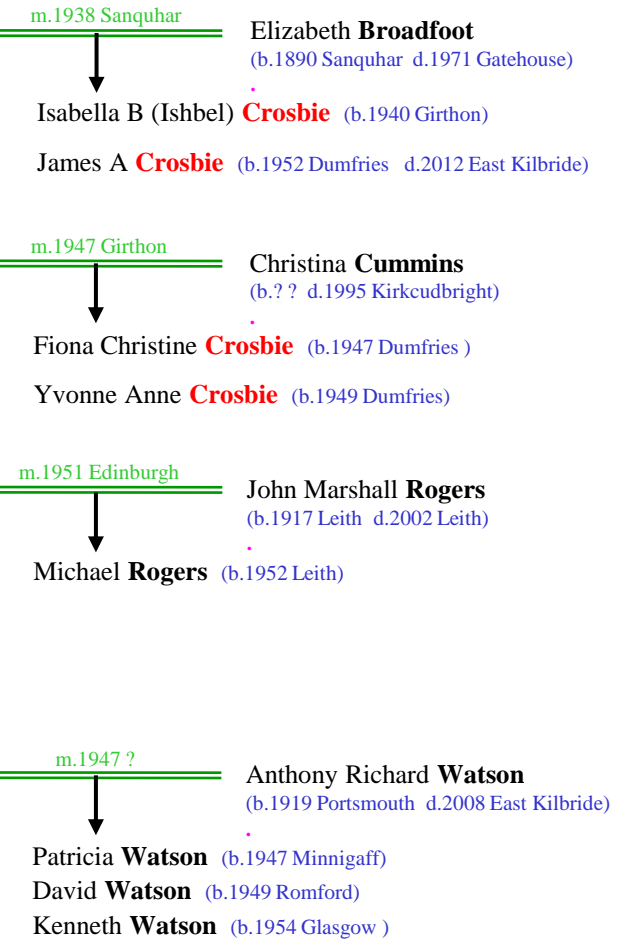 m.1938 Sanquhar
Elizabeth Broadfoot
(b.1890 Sanquhar d.1971 Gatehouse)
.
Isabella B (Ishbel) Crosbie (b.1940 Girthon)
James A Crosbie (b.1952 Dumfries d.2012 East Kilbride)
m.1947 Girthon
Christina Cummins
(b.? ? d.1995 Kirkcudbright)
.
Fiona Christine Crosbie (b.1947 Dumfries )
Yvonne Anne Crosbie (b.1949 Dumfries)
m.1951 Edinburgh
John Marshall Rogers
(b.1917 Leith d.2002 Leith)
.
Michael Rogers (b.1952 Leith)
m.1947 ?
Anthony Richard Watson
(b.1919 Portsmouth d.2008 East Kilbride)
.
Patricia Watson (b.1947 Minnigaff)
David Watson (b.1949 Romford)
Kenneth Watson (b.1954 Glasgow )